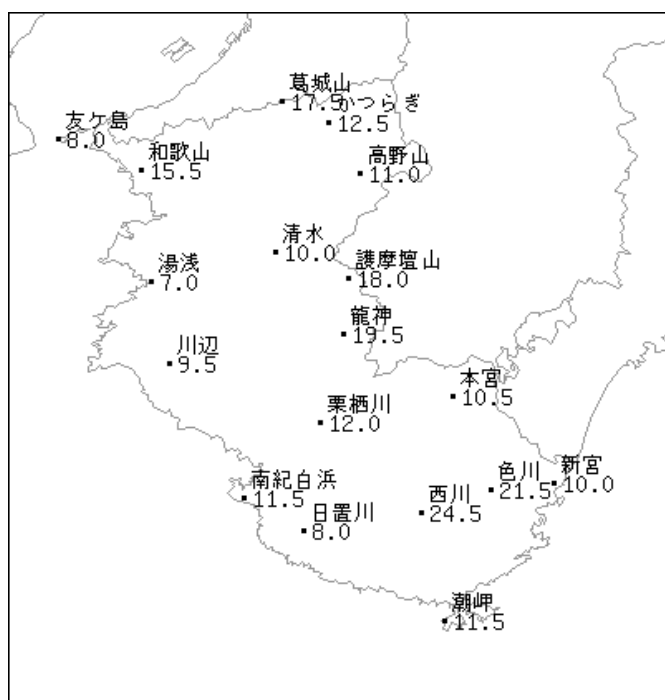 葛城山
17.5
かつらぎ
12.5
友ケ島
8.0
和歌山
15.5
高野山
11.0
清水
10.0
湯浅
7.0
護摩壇山
18.0
龍神
19.5
川辺
9.5
本宮
10.5
栗栖川
12.0
南紀白浜
11.5
日置川
8.0
西川
24.5
色川
21.5
新宮
10.0
潮岬
11.5